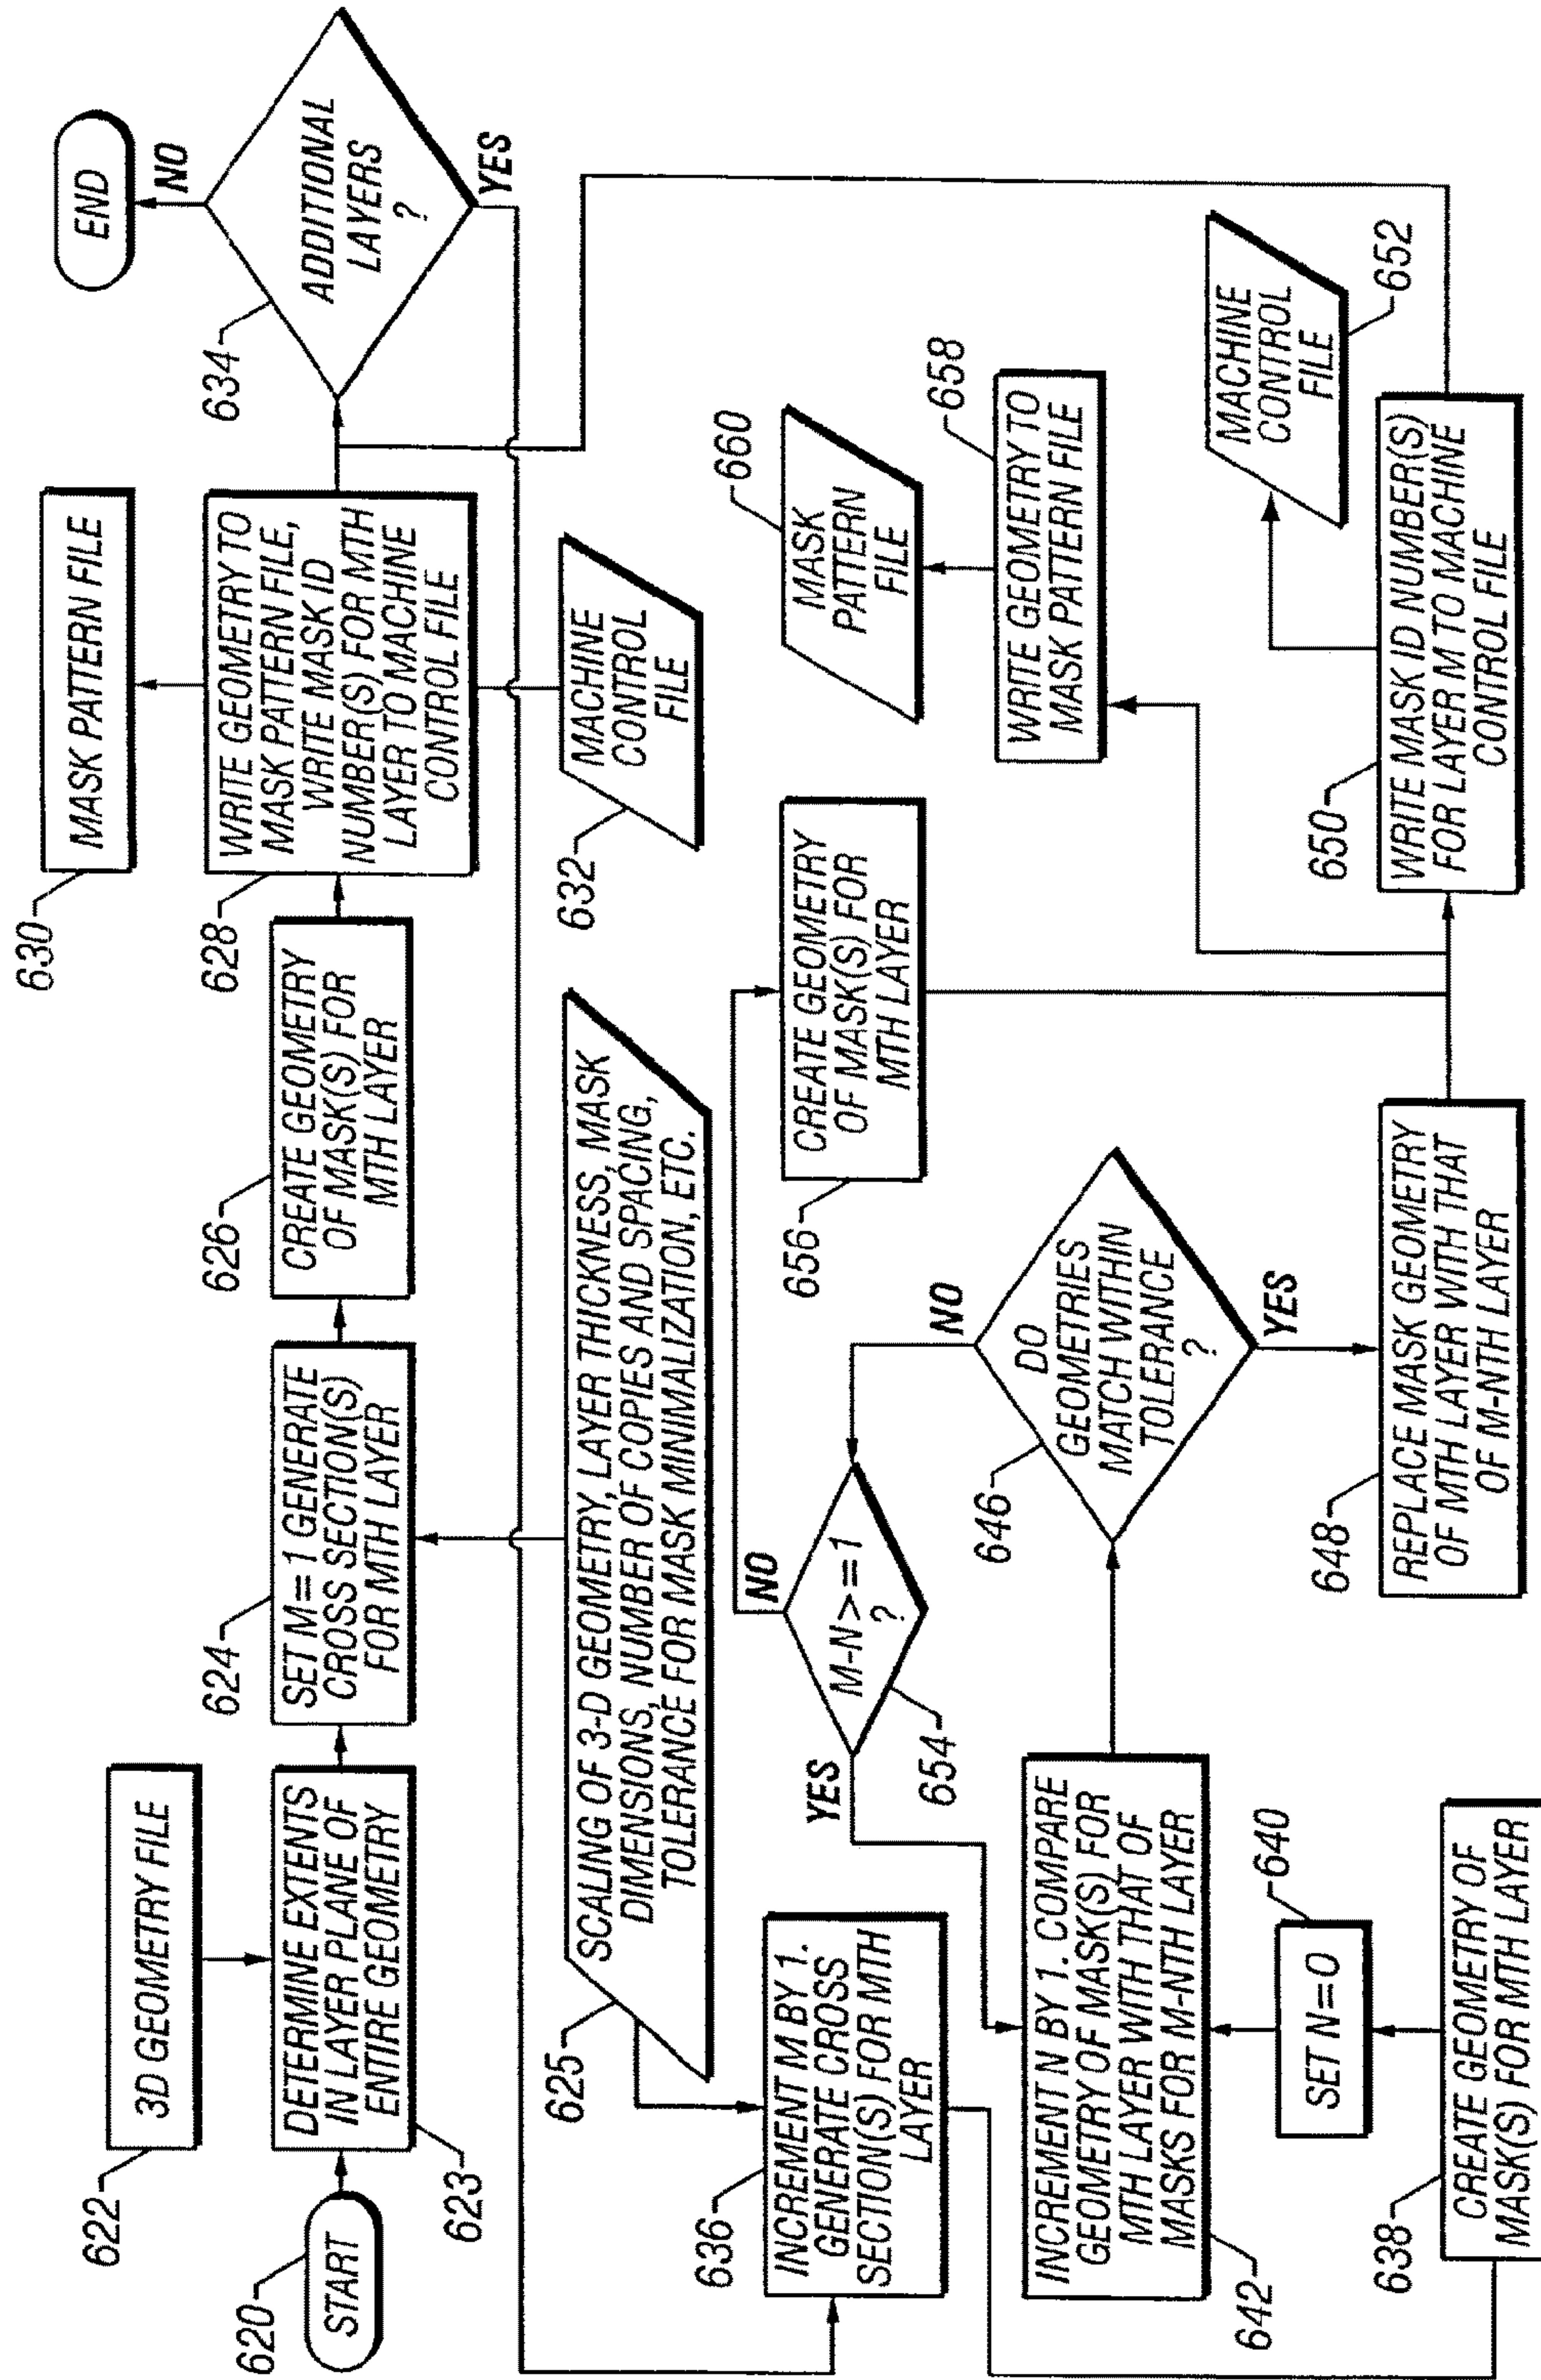 622
3D GEOMETRY FILE
630
MASK PATTERN FILE
END
620
START
623
DETERMINE EXTENTS
IN LAYER PLANE OF
ENTIRE GEOMETRY
624
SET M=1 GENERATE
CROSS SECTION(S)
FOR MTH LAYER
626
CREATE GEOMETRY
OF MASK(S) FOR
MTH LAYER
628
WRITE GEOMETRY TO
MASK PATTERN FILE,
WRITE MASK ID
NUMBER(S) FOR MTH
LAYER TO MACHINE
CONTROL FILE
634
ADDITIONAL
LAYERS
?
NO
YES
625
SCALING OF 3-D GEOMETRY, LAYER THICKNESS, MASK
DIMENSIONS, NUMBER OF COPIES AND SPACING,
TOLERANCE FOR MASK MINIMALIZATION, ETC.
632
MACHINE
CONTROL
FILE
636
INCREMENT M BY 1.
GENERATE CROSS
SECTION(S) FOR MTH
LAYER
YES
M-N>=1
?
NO
654
656
CREATE GEOMETRY
OF MASK(S) FOR
MTH LAYER
660
MASK
PATTERN
FILE
658
WRITE GEOMETRY TO
MASK PATTERN FILE
642
INCREMENT N BY 1. COMPARE
GEOMETRY OF MASK(S) FOR
MTH LAYER WITH THAT OF
MASKS FOR M-NTH LAYER
646
DO
GEOMETRIES
MATCH WITHIN
TOLERANCE
?
NO
YES
640
SET N=0
638
CREATE GEOMETRY OF
MASK(S) FOR MTH LAYER
648
REPLACE MASK GEOMETRY
OF MTH LAYER WITH THAT
OF M-NTH LAYER
650
WRITE MASK ID NUMBER(S)
FOR LAYER M TO MACHINE
CONTROL FILE
MACHINE
CONTROL
FILE
652